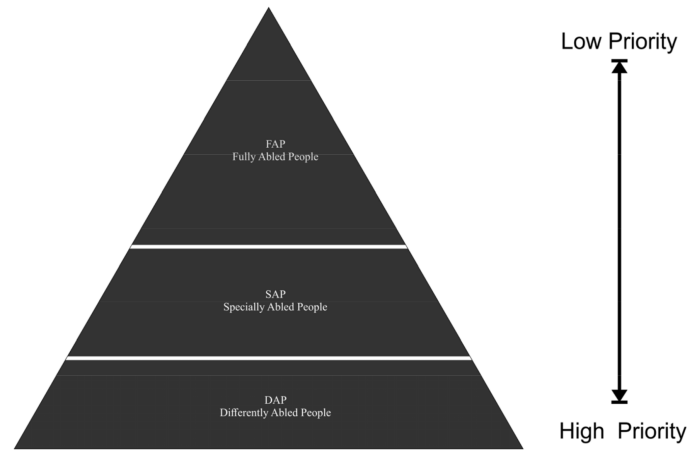 Low Priority
FAP
Fully Abled People
SAP
Specially Abled People
DAP
Differently Abled People
High Priority